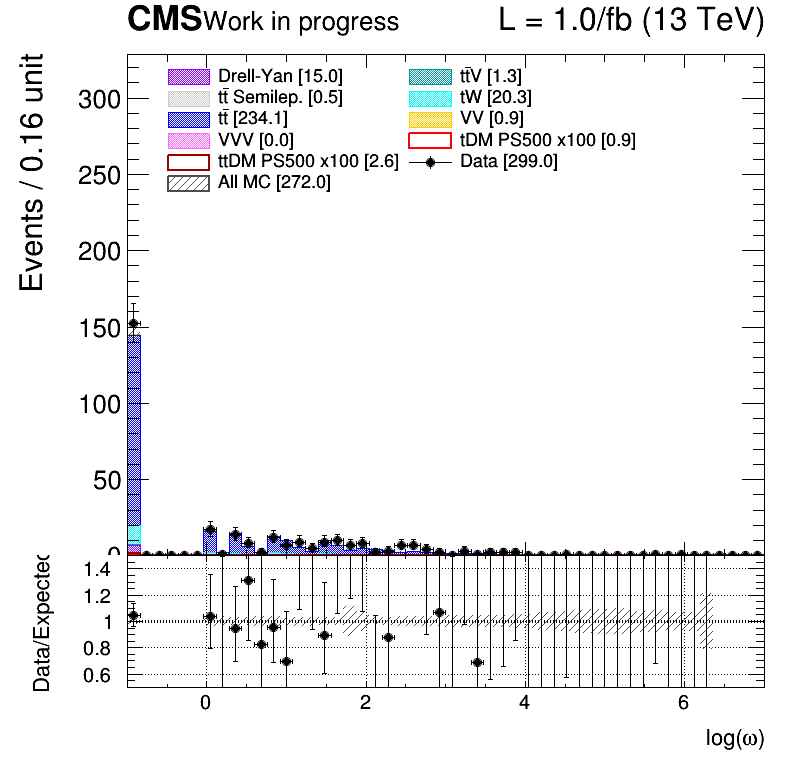 CMS Work in progress L = 1.0/fb (13 TeV)
Events / 0.16 unit
Drell-Yan [15.0] tt̄V [1.3]
tt̄ Semilep. [0.5] tW [20.3]
tt̄ [234.1] VV [0.9]
VVV [0.0] tDM PS500 x100 [0.9]
ttDM PS500 x100 [2.6] Data [299.0]
All MC [272.0]
300
250
200
150
100
50
0
Data/Expected
1.4
1.2
1
0.8
0.6
0 2 4 6
log(ω)